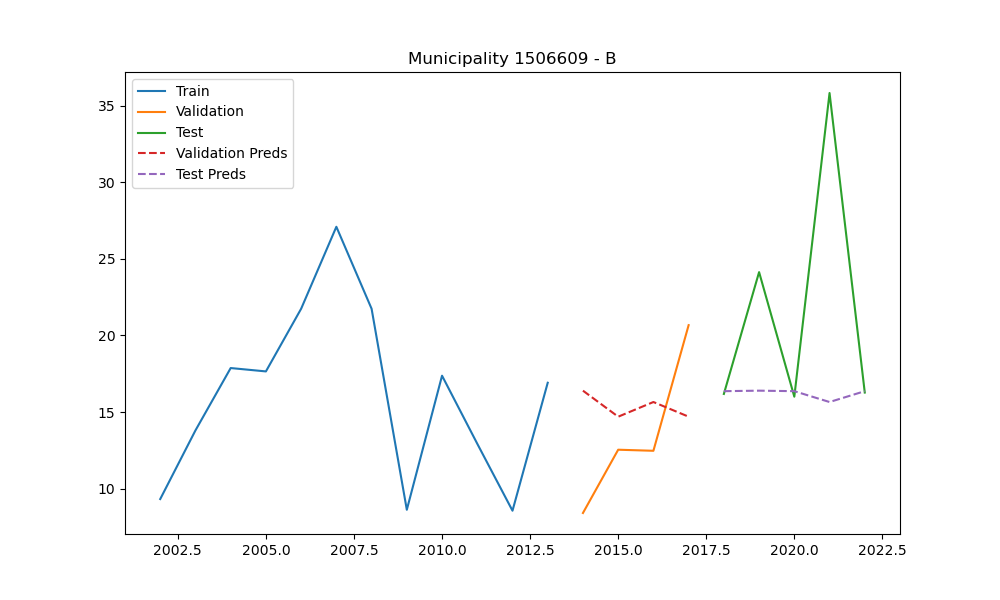 Municipality 1506609 - B
Train
Validation
Test
Validation Preds
Test Preds
35
30
25
20
15
10
2002.5 2005.0 2007.5 2010.0 2012.5 2015.0 2017.5 2020.0 2022.5